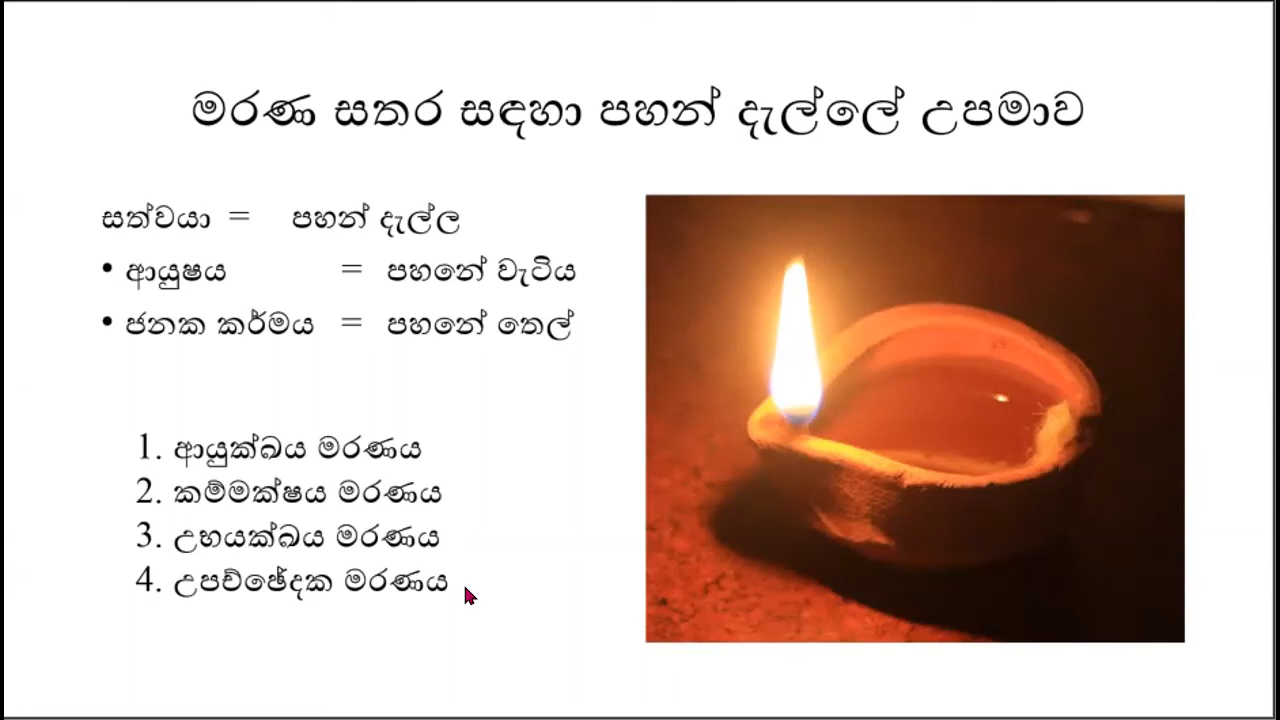 මරණ සතර සඳහා පහන් දැල්ලේ උපමාව
සත්වයා = පහන් දැල්ල
• ආයුෂය = පහනේ වැටිය
• ජනක කර්මය = පහනේ තෙල්
1. ආයුක්ඛය මරණය
2. කම්මක්ෂය මරණය
3. උභයක්ඛය මරණය
4. උපච්ඡේදක මරණය